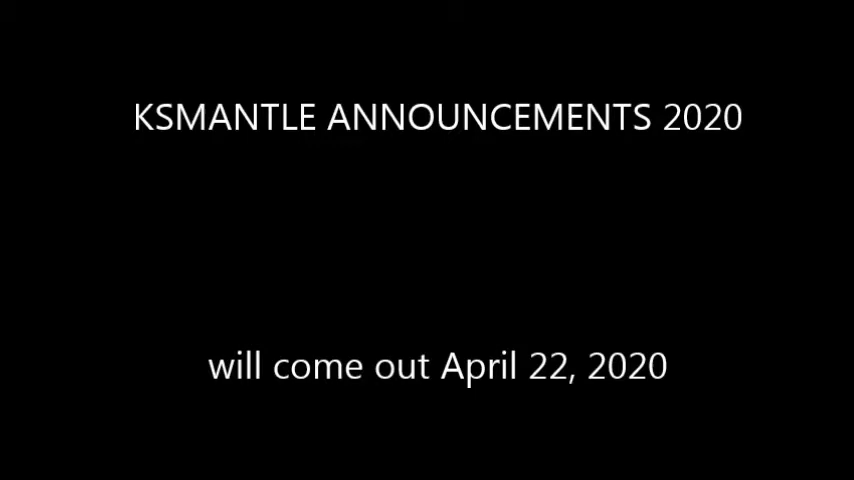 KSMANTLE ANNOUNCEMENTS 2020
will come out April 22, 2020